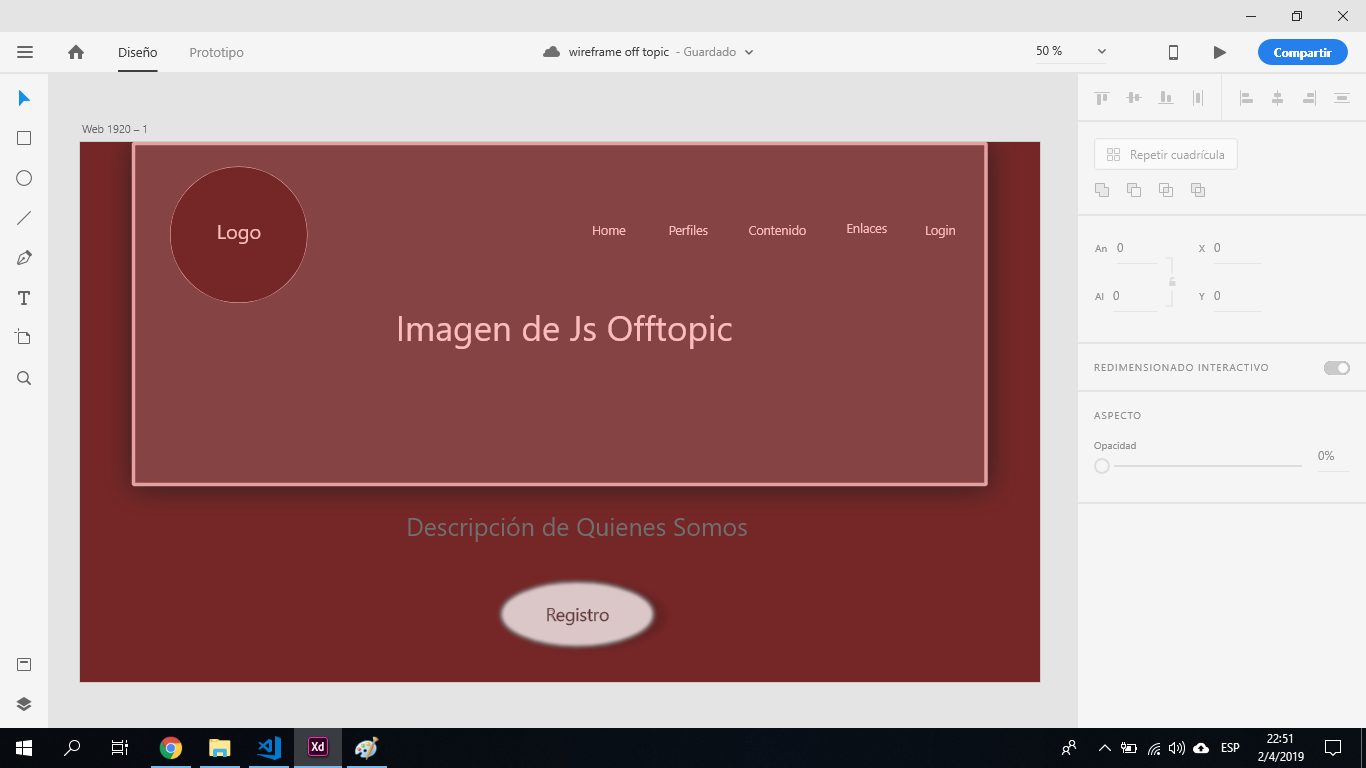 Diseño
Prototipo
wireframe off topic - Guardado
50 %
Compartir
Web 1920 – 1
Logo
Home
Perfiles
Contenido
Enlaces
Login
Imagen de Js Offtopic
Descripción de Quienes Somos
Registro
Repetir cuadrícula
An 0
X 0
Al 0
Y 0
REDIMENSIONADO INTERACTIVO
ASPECTO
Opacidad
0%
Xd
ESP
22:51
2/4/2019